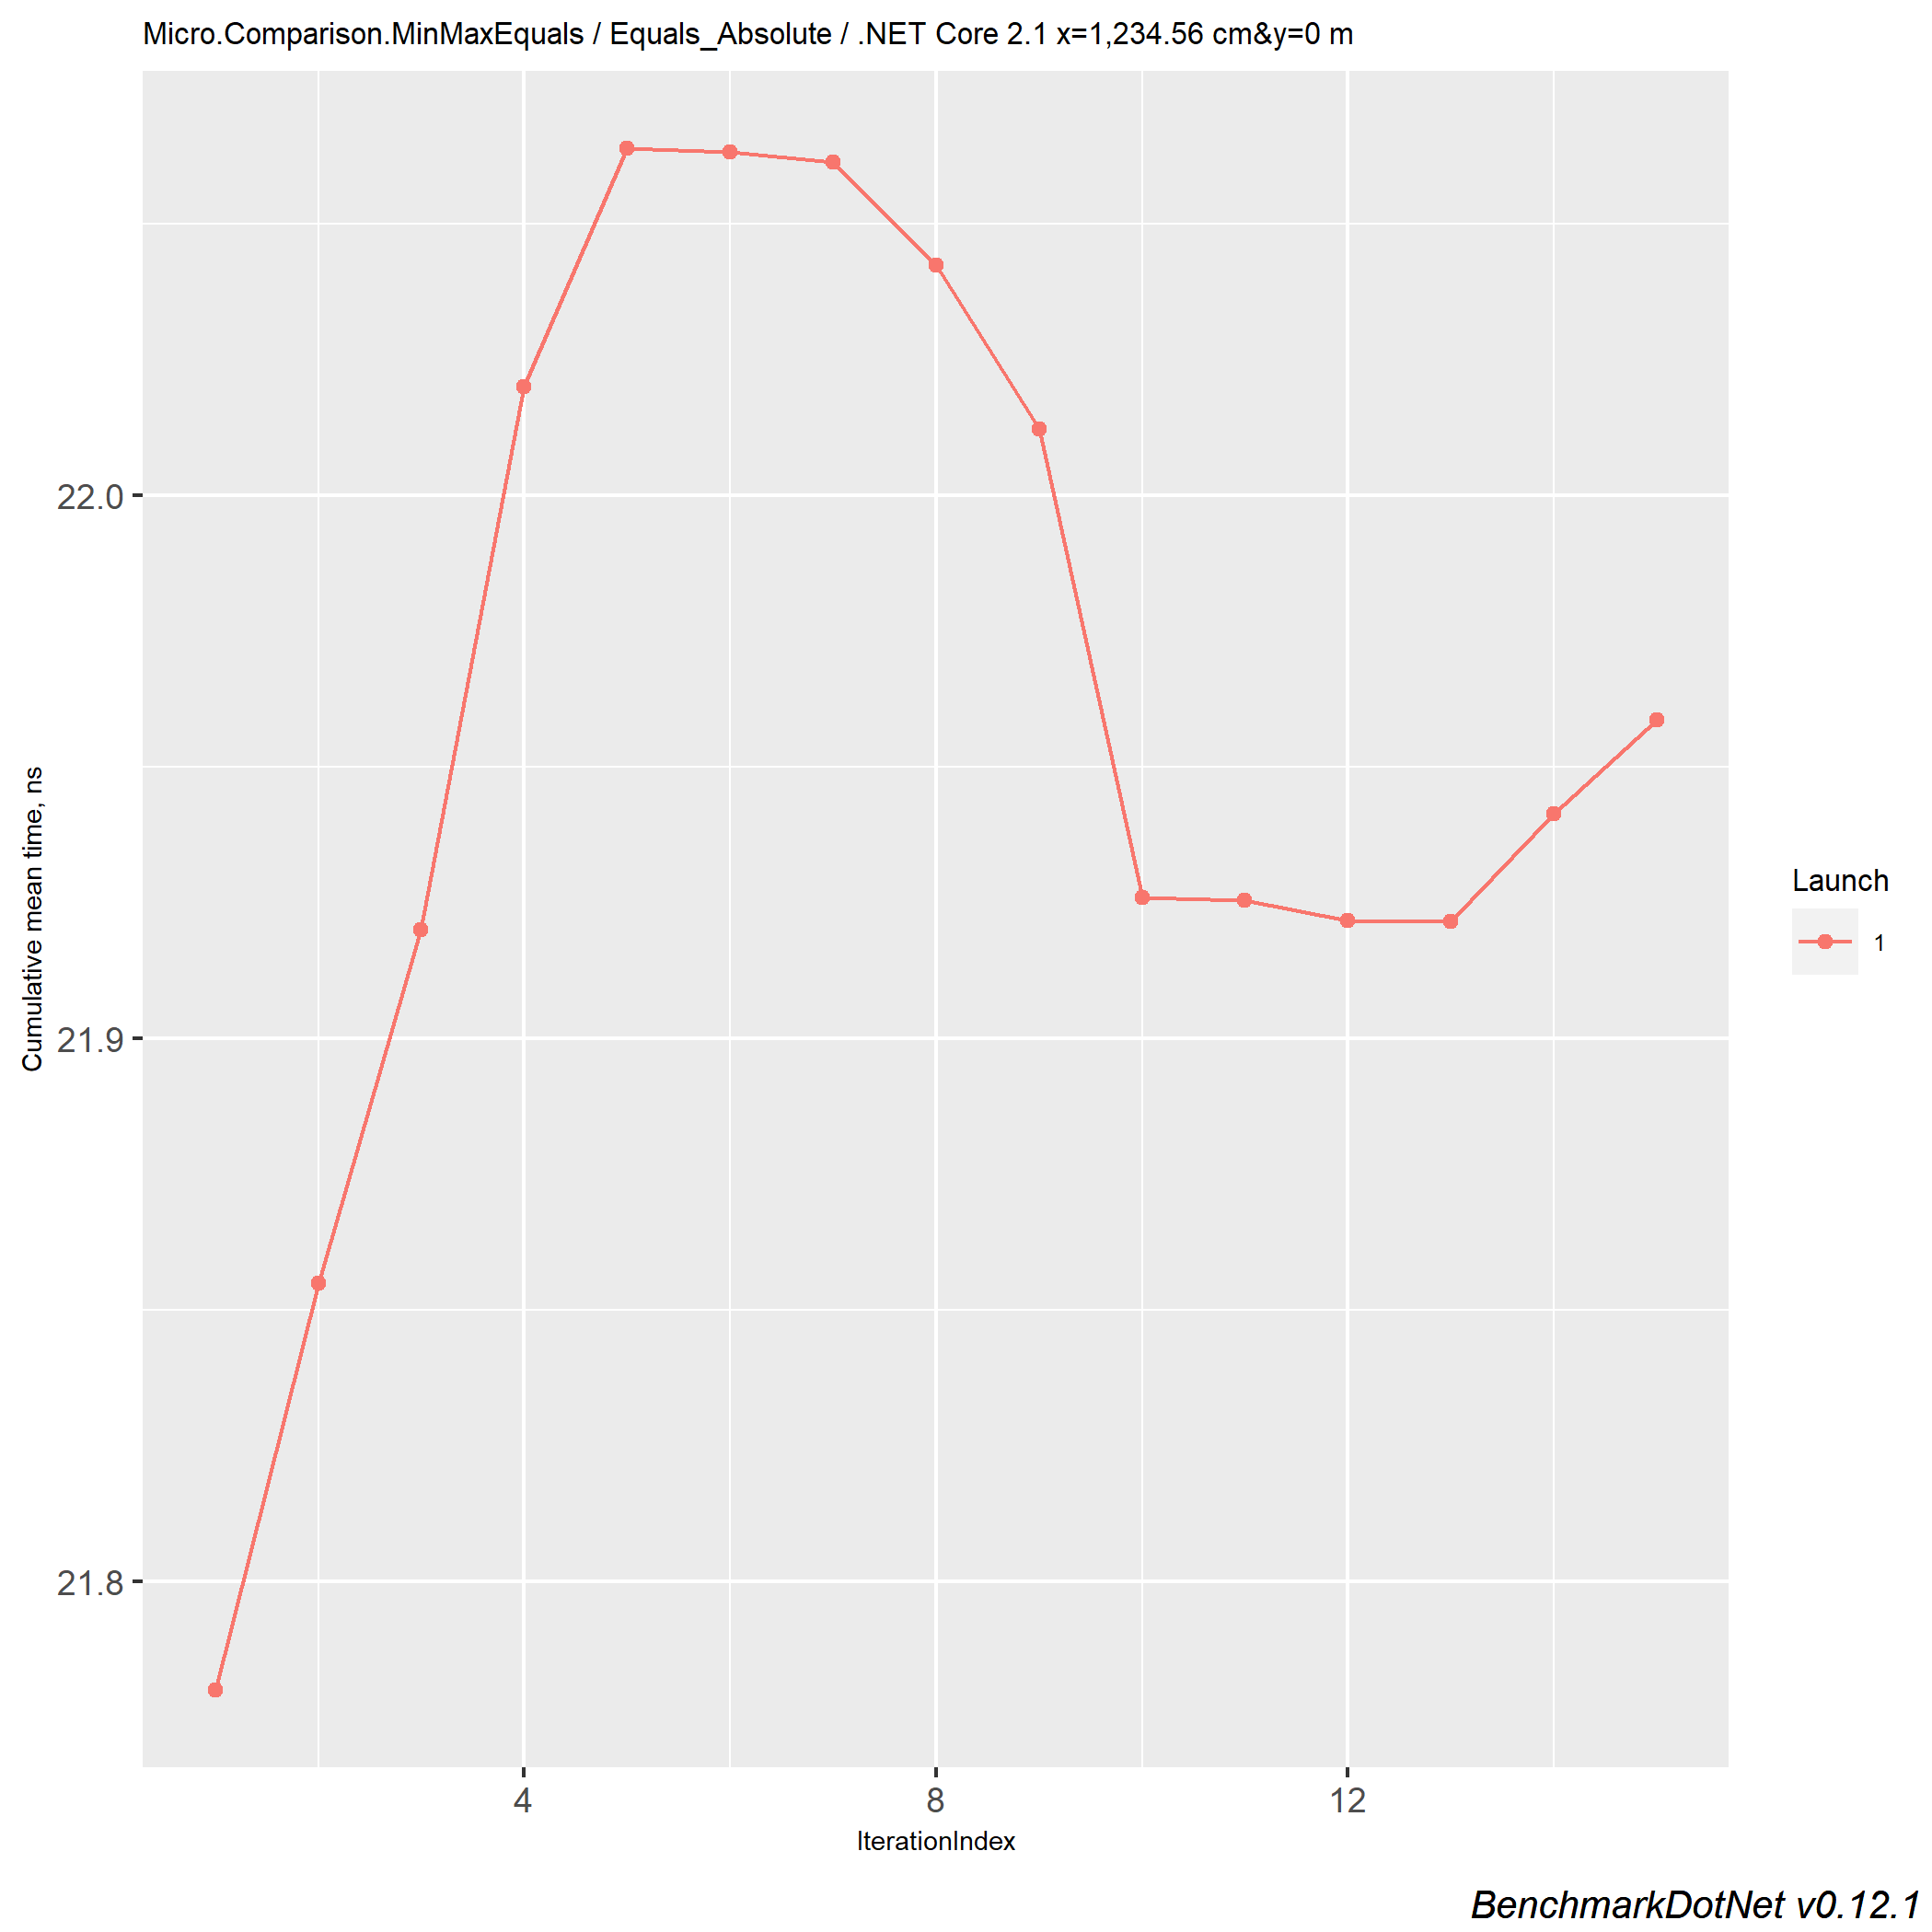 Micro.Comparison.MinMaxEquals / Equals_Absolute / .NET Core 2.1 x=1,234.56 cm&y=0 m
Cumulative mean time, ns
22.0
21.9
21.8
4
8
12
IterationIndex
Launch
1
BenchmarkDotNet v0.12.1